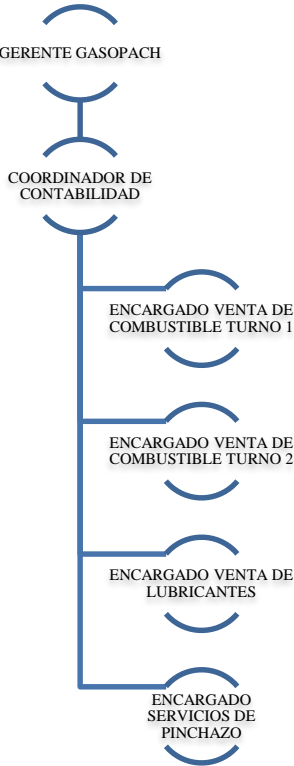 GERENTE GASOPACH
COORDINADOR DE
CONTABILIDAD
ENCARGADO VENTA DE
COMBUSTIBLE TURNO 1
ENCARGADO VENTA DE
COMBUSTIBLE TURNO 2
ENCARGADO VENTA DE
LUBRICANTES
ENCARGADO
SERVICIOS DE
PINCHAZO